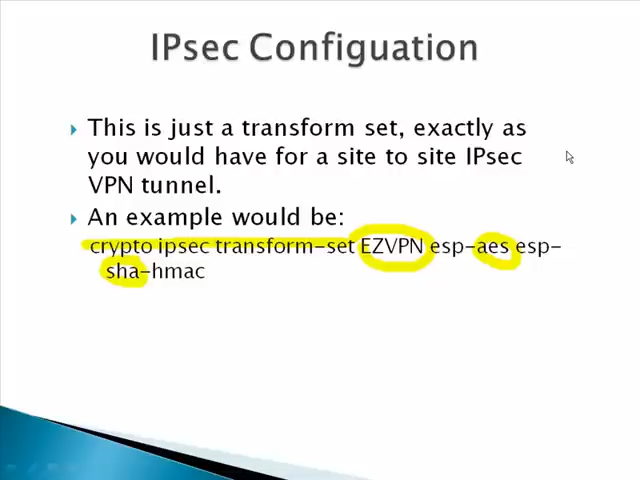 IPsec Configuation
This is just a transform set, exactly as
you would have for a site to site IPsec
VPN tunnel.
An example would be:
crypto ipsec transform-set EZVPN esp-aes esp-
sha-hmac